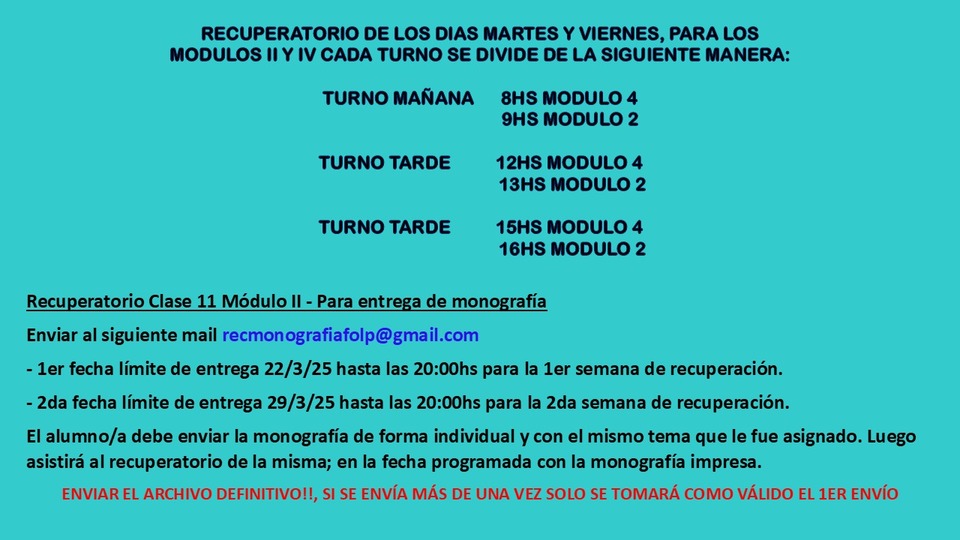 RECUPERATORIO DE LOS DIAS MARTES Y VIERNES, PARA LOS
MODULOS II Y IV CADA TURNO SE DIVIDE DE LA SIGUIENTE MANERA:
TURNO MAÑANA 8HS MODULO 4
9HS MODULO 2
TURNO TARDE 12HS MODULO 4
13HS MODULO 2
TURNO TARDE 15HS MODULO 4
16HS MODULO 2
Recuperatorio Clase 11 Módulo II - Para entrega de monografía
Enviar al siguiente mail recmonografiafolp@gmail.com
- 1er fecha límite de entrega 22/3/25 hasta las 20:00hs para la 1er semana de recuperación.
- 2da fecha límite de entrega 29/3/25 hasta las 20:00hs para la 2da semana de recuperación.
El alumno/a debe enviar la monografía de forma individual y con el mismo tema que le fue asignado. Luego
asistirá al recuperatorio de la misma; en la fecha programada con la monografía impresa.
ENVIAR EL ARCHIVO DEFINITIVO!!, SI SE ENVÍA MÁS DE UNA VEZ SOLO SE TOMARÁ COMO VÁLIDO EL 1ER ENVÍO